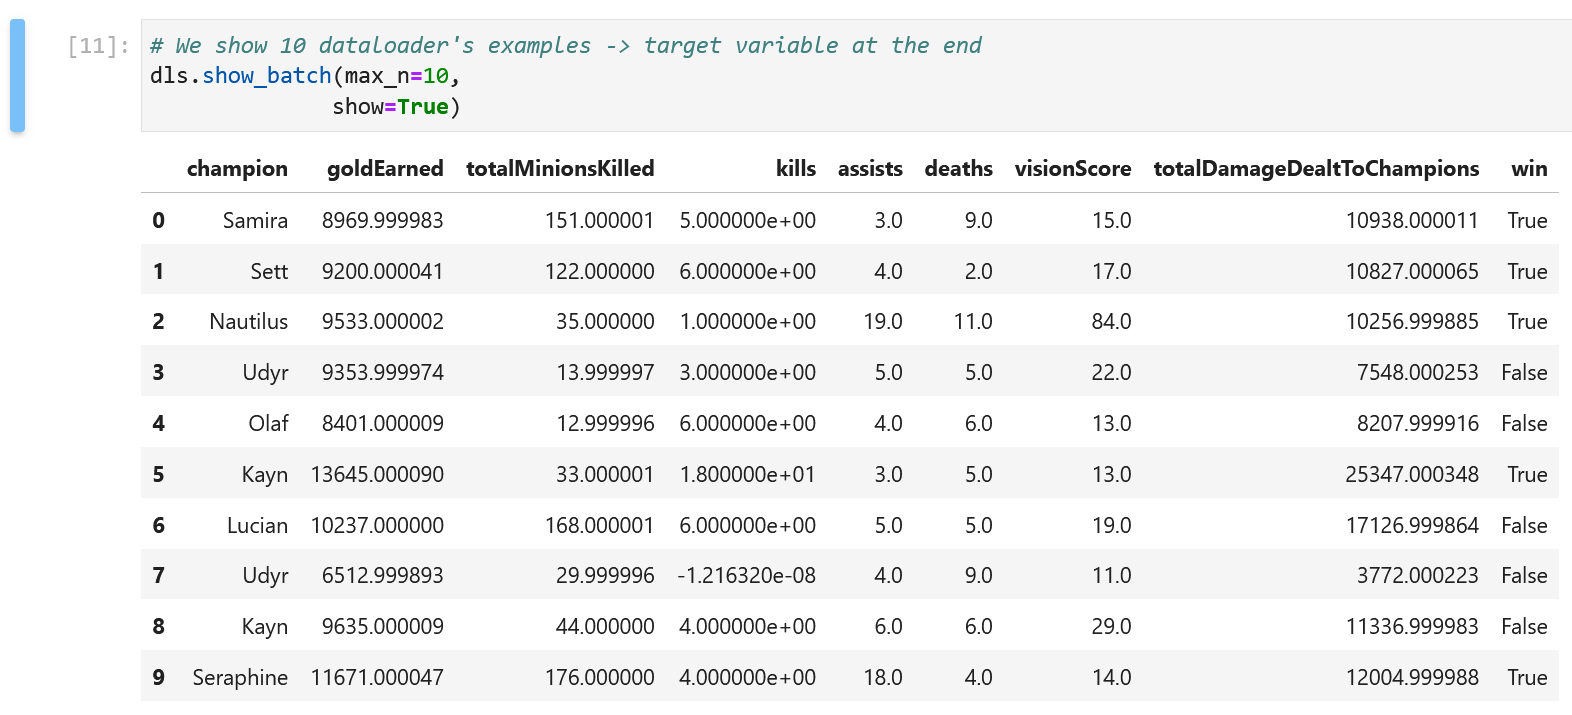 [11]: # We show 10 dataloader's examples -> target variable at the end
dls.show_batch(max_n=10,
show=True)
champion goldEarned totalMinionsKilled kills assists deaths visionScore totalDamageDealtToChampions win
0 Samira 8969.999983 151.000001 5.000000e+00 3.0 9.0 15.0 10938.000011 True
1 Sett 9200.000041 122.000000 6.000000e+00 4.0 2.0 17.0 10827.000065 True
2 Nautilus 9533.000002 35.000000 1.000000e+00 19.0 11.0 84.0 10256.999885 True
3 Udyr 9353.999974 13.999997 3.000000e+00 5.0 5.0 22.0 7548.000253 False
4 Olaf 8401.000009 12.999996 6.000000e+00 4.0 6.0 13.0 8207.999916 False
5 Kayn 13645.000090 33.000001 1.800000e+01 3.0 5.0 13.0 25347.000348 True
6 Lucian 10237.000000 168.000001 6.000000e+00 5.0 5.0 19.0 17126.999864 False
7 Udyr 6512.999893 29.999996 -1.216320e-08 4.0 9.0 11.0 3772.000223 False
8 Kayn 9635.000009 44.000000 4.000000e+00 6.0 6.0 29.0 11336.999983 False
9 Seraphine 11671.000047 176.000000 4.000000e+00 18.0 4.0 14.0 12004.999988 True